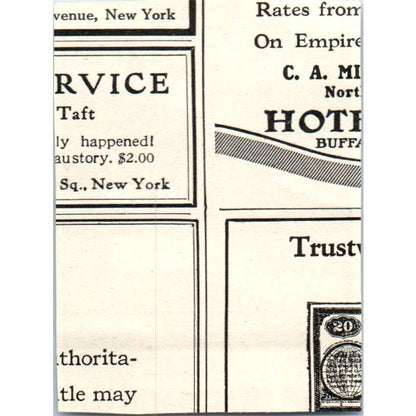 venue, New York
RVICE
Taft
ly happened!
austory. $2.00
Sq., New York
thorita-
tle may
Rates from
On Empire
C. A. MI
Nort
HOTE
BUFFA
Trustw
20